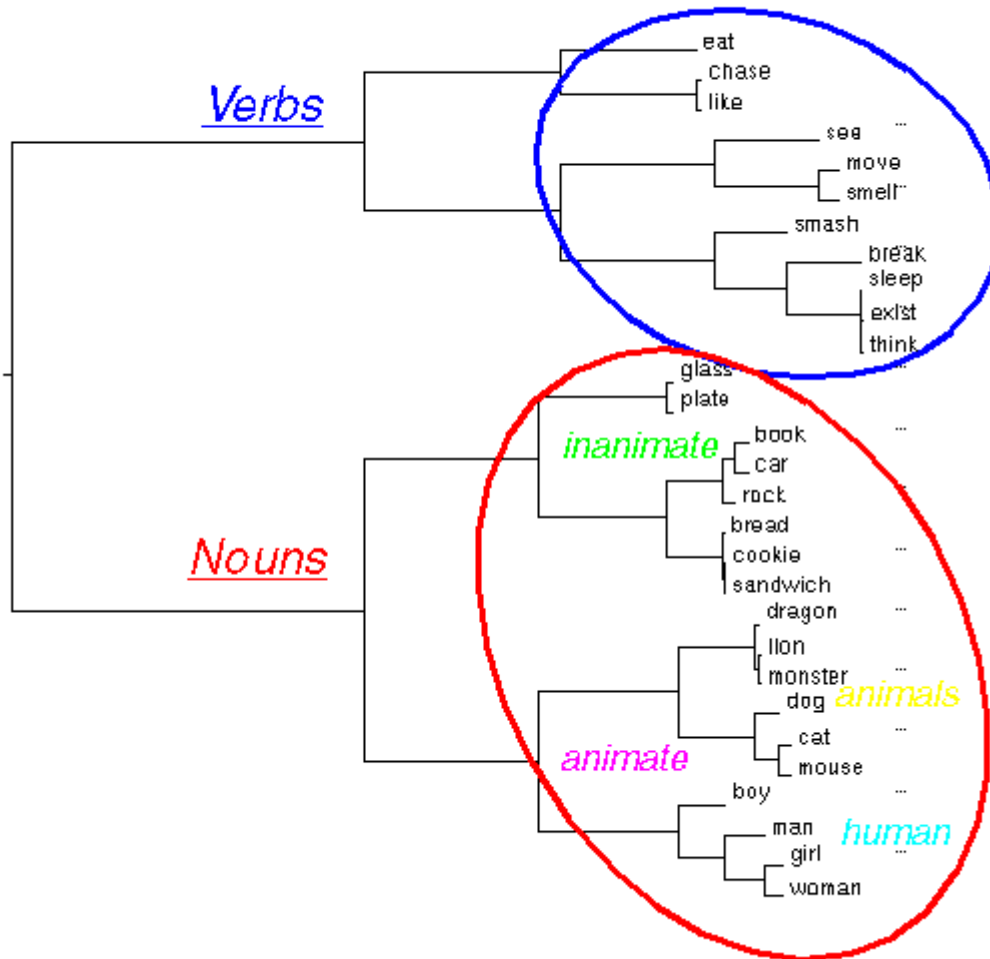 eat
chase
Verbs
like
see
move
smell
smash
break
sleep
exist
think
glass
plate
book
inanimate
car
rock
bread
Nouns
cookie
sandwich
dragon
lion
monster
animals
dog
cat
animate
mouse
boy
man
human
girl
woman